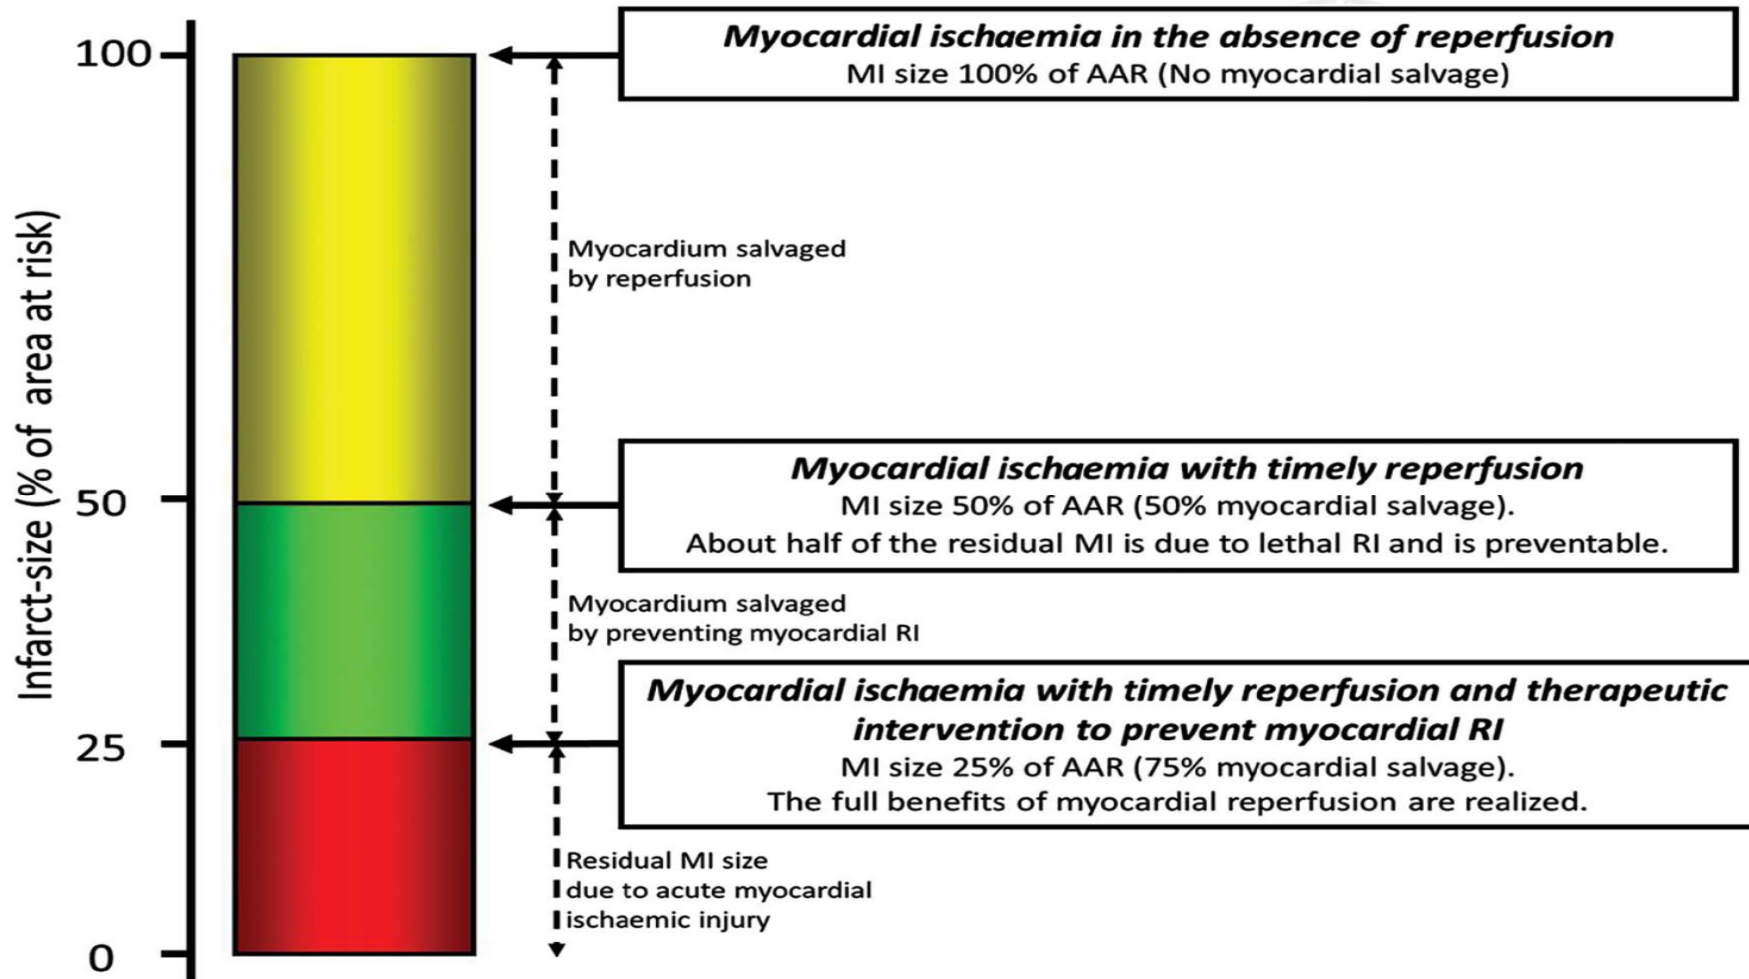 Infarct-size (% of area at risk)
100
50
25
0
Myocardial ischaemia in the absence of reperfusion
MI size 100% of AAR (No myocardial salvage)
Myocardium salvaged
by reperfusion
Myocardial ischaemia with timely reperfusion
MI size 50% of AAR (50% myocardial salvage).
About half of the residual MI is due to lethal RI and is preventable.
Myocardium salvaged
by preventing myocardial RI
Myocardial ischaemia with timely reperfusion and therapeutic
intervention to prevent myocardial RI
MI size 25% of AAR (75% myocardial salvage).
The full benefits of myocardial reperfusion are realized.
Residual MI size
due to acute myocardial
ischaemic injury